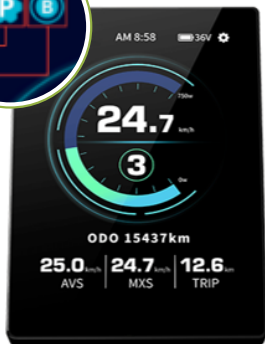 P B
AM 8:58 36V
750w
24.7 km/h
3
0w
ODO 15437km
25.0 km/h 24.7 km/h 12.6 km
AVS MXS TRIP